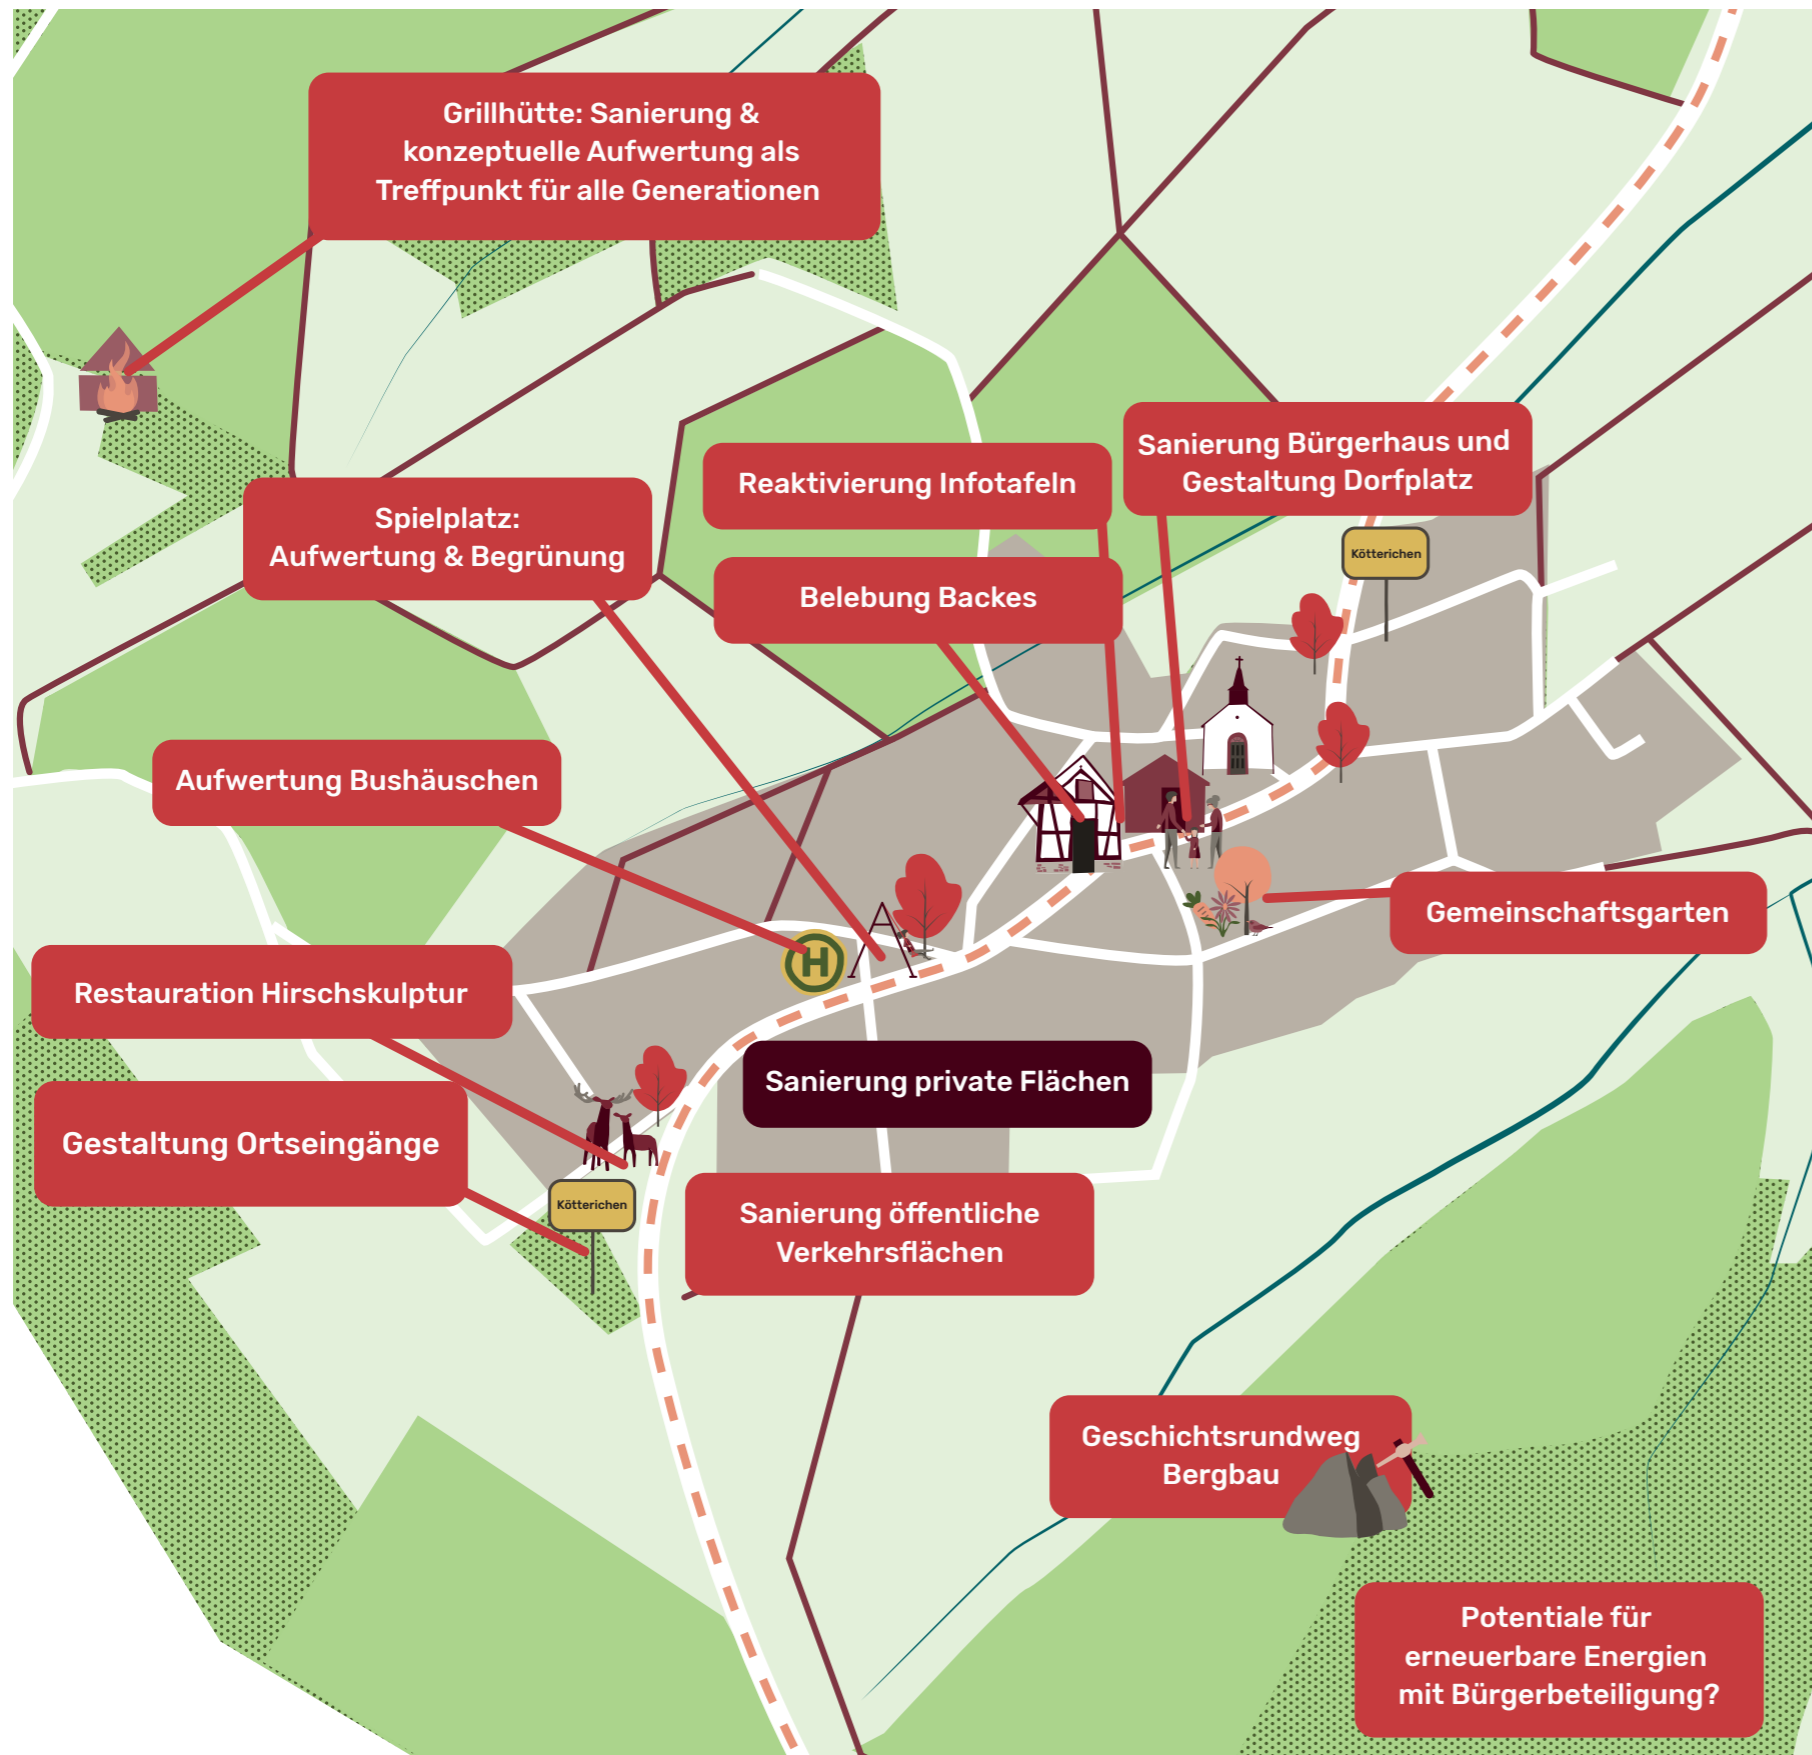 Grillhütte: Sanierung &
konzeptuelle Aufwertung als
Treffpunkt für alle Generationen
Sanierung Bürgerhaus und
Gestaltung Dorfplatz
Reaktivierung Infotafeln
Spielplatz:
Aufwertung & Begrünung
Kötterichen
Belebung Backes
Aufwertung Bushäuschen
Gemeinschaftsgarten
H
Restauration Hirschskulptur
Sanierung private Flächen
Gestaltung Ortseingänge
Kötterichen
Sanierung öffentliche
Verkehrsflächen
Geschichtsrundweg
Bergbau
Potentiale für
erneuerbare Energien
mit Bürgerbeteiligung?